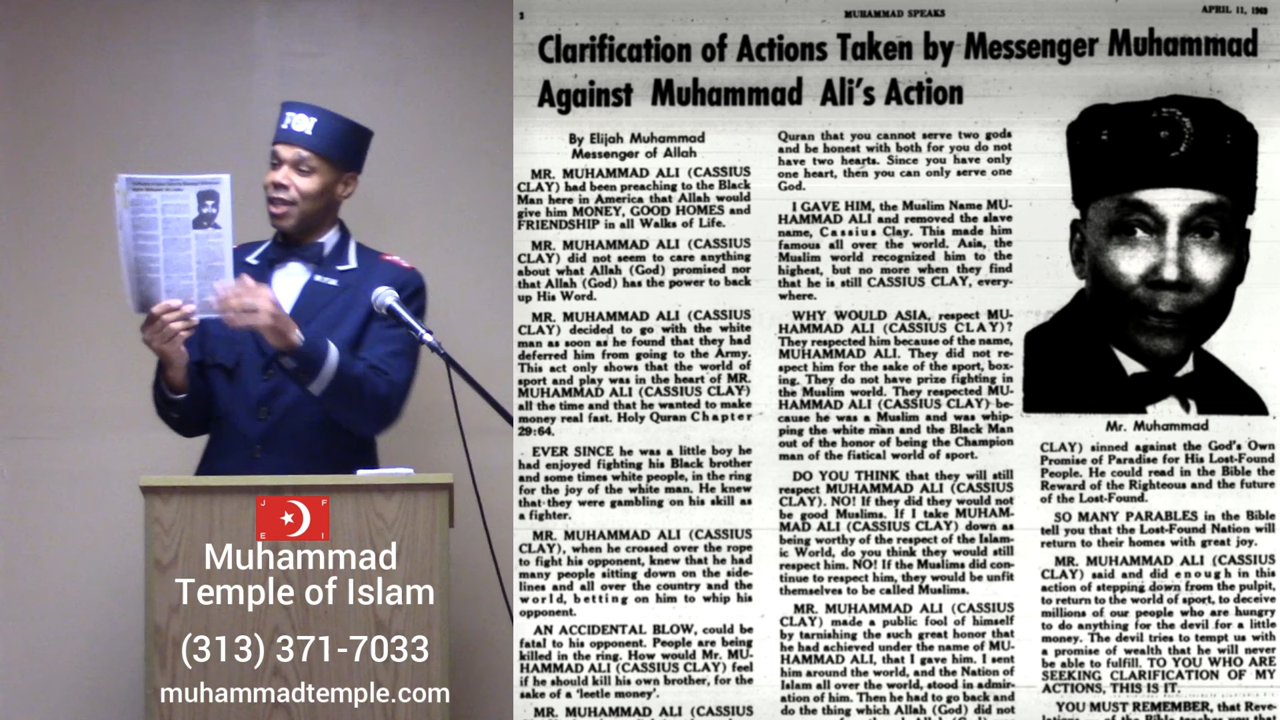 FOI
J F
E I
Muhammad
Temple of Islam
(313) 371-7033
muhammadtemple.com
MUHAMMAD SPEAKS
APRIL 11, 1969
Clarification of Actions Taken by Messenger Muhammad
Against Muhammad Ali's Action
By Elijah Muhammad
Messenger of Allah
MR. MUHAMMAD ALI (CASSIUS
CLAY) had been preaching to the Black
Man here in America that Allah would
give him MONEY, GOOD HOMES and
FRIENDSHIP in all Walks of Life.
MR. MUHAMMAD ALI (CASSIUS
CLAY) did not seem to care anything
about what Allah (God) promised nor
that Allah (God) has the power to back
up His Word.
MR. MUHAMMAD ALI (CASSIUS
CLAY) decided to go with the white
man as soon as he found that they had
deferred him from going to the Army.
This act only shows that the world of
sport and play was in the heart of MR.
MUHAMMAD ALI (CASSIUS CLAY)
all the time and that he wanted to make
money real fast. Holy Quran Chapter
29:64.
EVER SINCE he was a little boy he
had enjoyed fighting his Black brother
and some times white people, in the ring
for the joy of the white man. He knew
that they were gambling on his skill as
a fighter.
MR. MUHAMMAD ALI (CASSIUS
CLAY), when he crossed over the rope
to fight his opponent, knew that he had
many people sitting down on the side-
lines and all over the country and the
world, betting on him to whip his
opponent.
AN ACCIDENTAL BLOW, could be
fatal to his opponent. People are being
killed in the ring. How would Mr. MU-
HAMMAD ALI (CASSIUS CLAY) feel
if he should kill his own brother, for the
sake of a 'leetle money'.
MR. MUHAMMAD ALI (CASSIUS
Quran that you cannot serve two gods
and be honest with both for you do not
have two hearts. Since you have only
one heart, then you can only serve one
God.
I GAVE HIM, the Muslim Name MU-
HAMMAD ALI and removed the slave
name, Cassius Clay. This made him
famous all over the world. Asia, the
Muslim world recognized him to the
highest, but no more when they find
that he is still CASSIUS CLAY, every-
where.
WHY WOULD ASIA, respect MU-
HAMMAD ALI (CASSIUS CLAY)?
They respected him because of the name,
MUHAMMAD ALI. They did not re-
spect him for the sake of the sport, box-
ing. They do not have prize fighting in
the Muslim world. They respected MU-
HAMMAD ALI (CASSIUS CLAY) be-
cause he was a Muslim and was whip-
ping the white man and the Black Man
out of the honor of being the Champion
man of the fistical world of sport.
DO YOU THINK that they will still
respect MUHAMMAD ALI (CASSIUS
CLAY). NO! If they did they would not
be good Muslims. If I take MUHAM-
MAD ALI (CASSIUS CLAY) down as
being worthy of the respect of the Islam-
ic World, do you think they would still
respect him. NO! If the Muslims did con-
tinue to respect him, they would be unfit
themselves to be called Muslims.
MR. MUHAMMAD ALI (CASSIUS
CLAY) made a public fool of himself
by tarnishing the such great honor that
he had achieved under the name of MU-
HAMMAD ALI, that I gave him. I sent
him around the world, and the Nation of
Islam all over the world, stood in admir-
ation of him. Then he had to go back and
do the thing which Allah (God) did not
Mr. Muhammad
CLAY) sinned against the God's Own
Promise of Paradise for His Lost-Found
People. He could read in the Bible the
Reward of the Righteous and the future
of the Lost-Found.
SO MANY PARABLES in the Bible
tell you that the Lost-Found Nation will
return to their homes with great joy.
MR. MUHAMMAD ALI (CASSIUS
CLAY) said and did enough in this
action of stepping down from the pulpit,
to return to the world of sport, to deceive
millions of our people who are hungry
to do anything for the devil for a little
money. The devil tries to tempt us with
a promise of wealth that he will never
be able to fulfill. TO YOU WHO ARE
SEEKING CLARIFICATION OF MY
ACTIONS, THIS IS IT.
YOU MUST REMEMBER, that Reve-